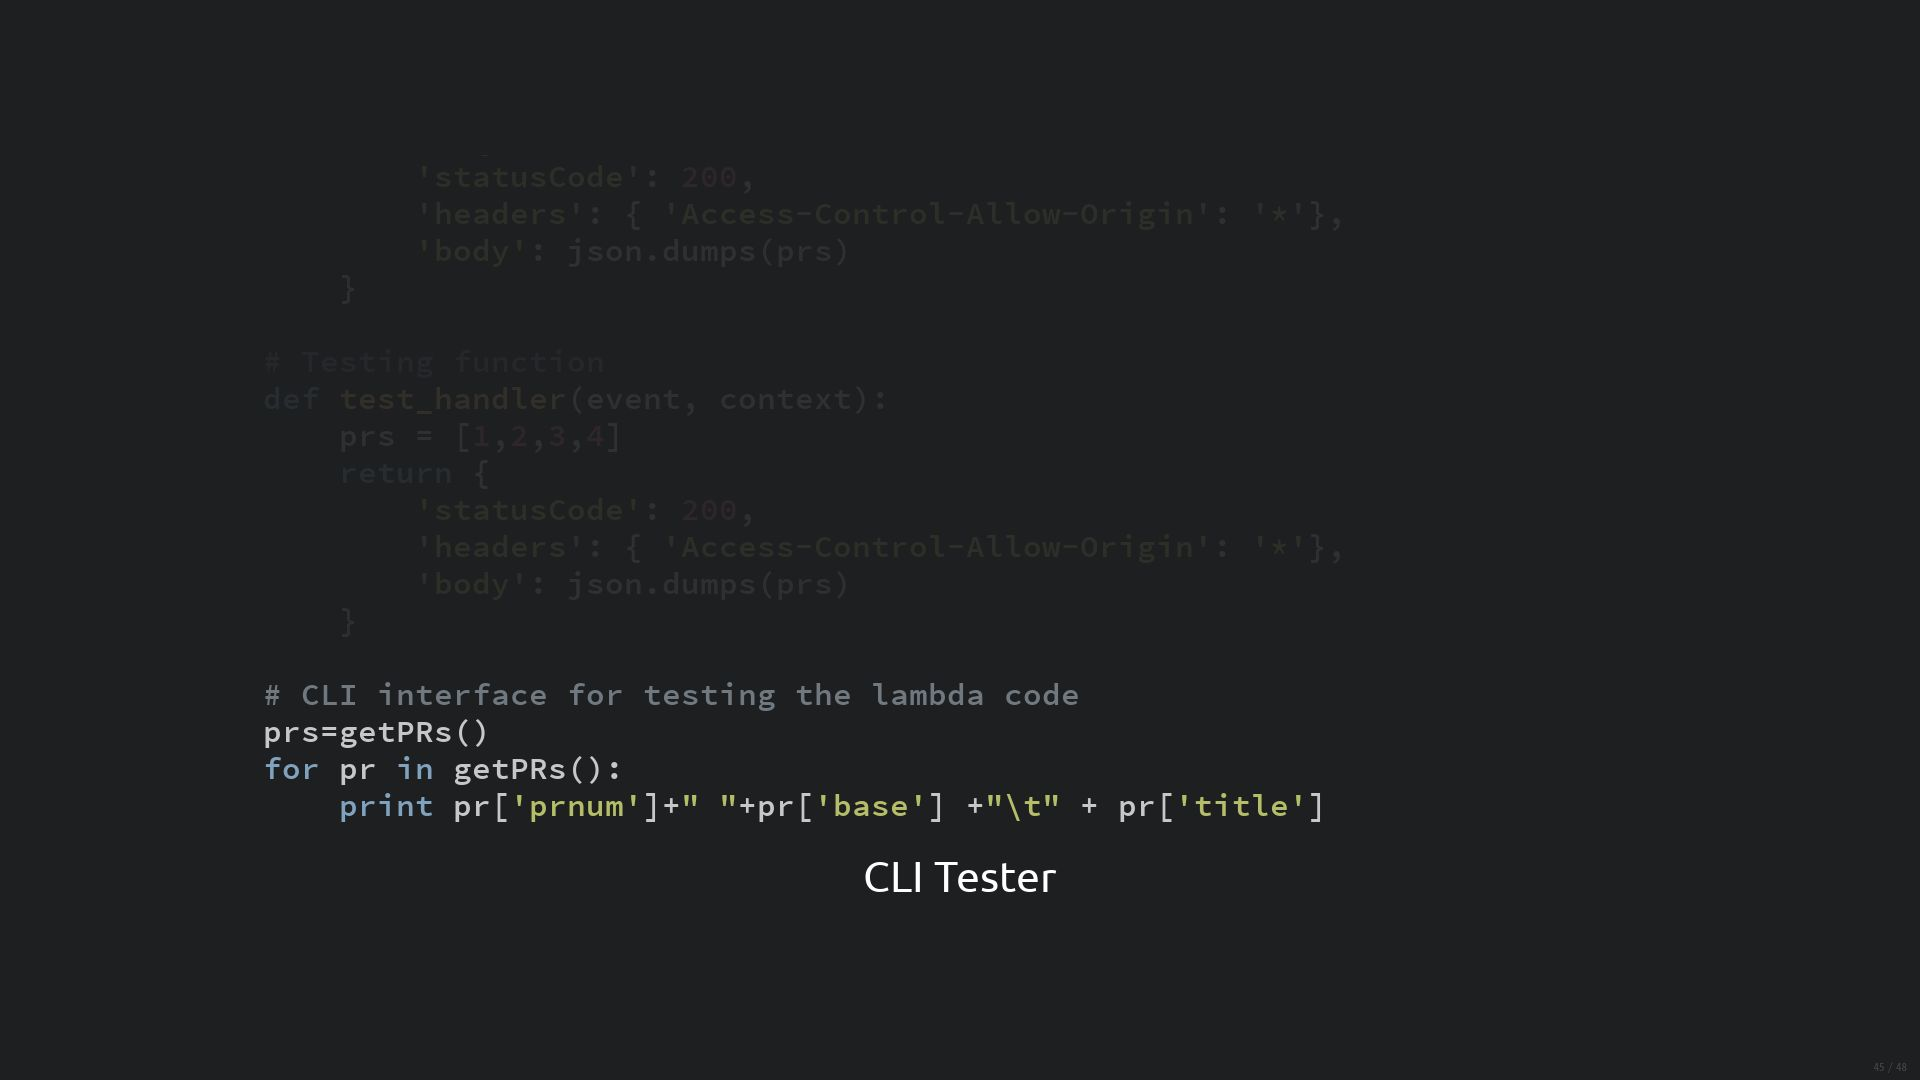 'statusCode': 200,
'headers': { 'Access-Control-Allow-Origin': '*'},
'body': json.dumps(prs)
}
# Testing function
def test_handler(event, context):
prs = [1,2,3,4]
return {
'statusCode': 200,
'headers': { 'Access-Control-Allow-Origin': '*'},
'body': json.dumps(prs)
}
# CLI interface for testing the lambda code
prs=getPRs()
for pr in getPRs():
print pr['prnum']+" "+pr['base'] +"\t" + pr['title']
CLI Tester
45 / 48